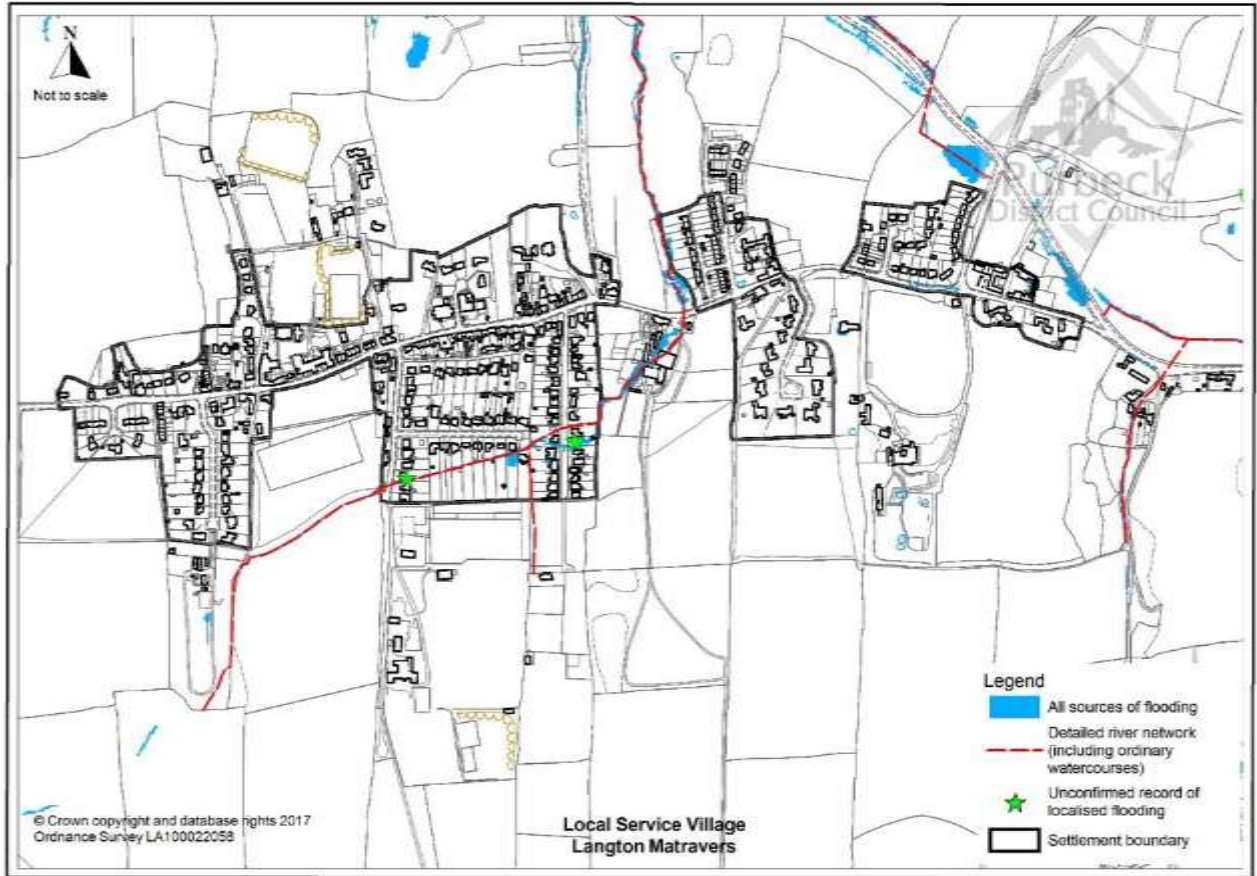 N
Not to scale
Purbeck
District Council
Legend
All sources of flooding
Detailed river network
(including ordinary
watercourses)
Unconfirmed record of
localised flooding
Settlement boundary
© Crown copyright and database rights 2017
Ordnance Survey LA100022058
Local Service Village
Langton Matravers